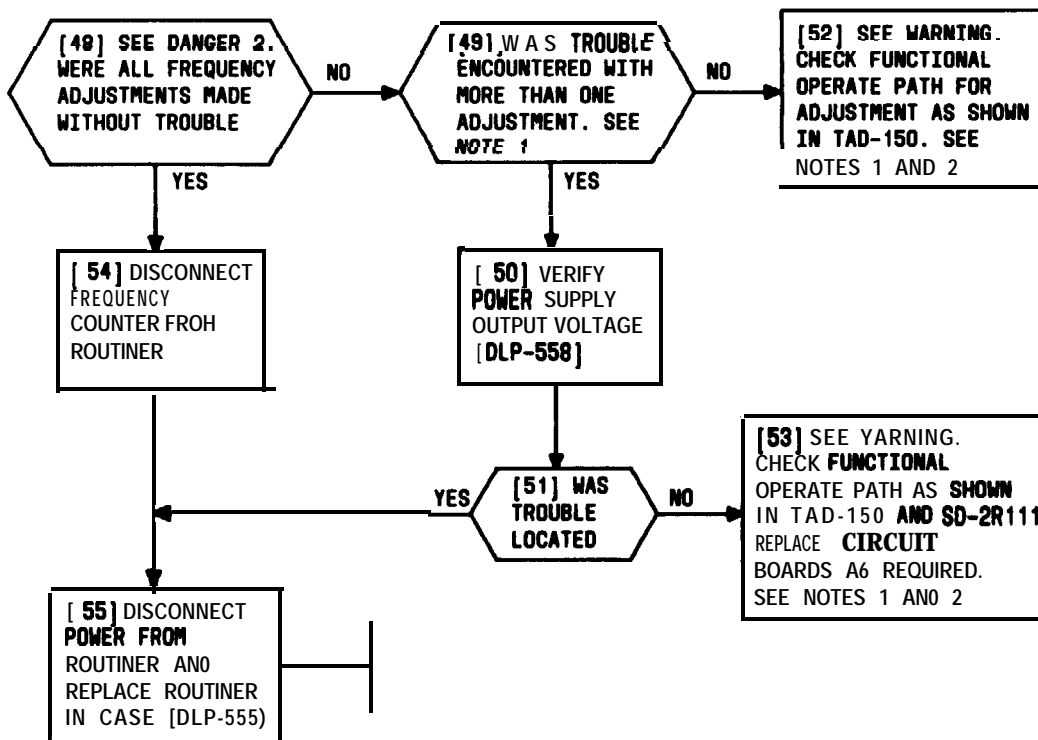 [48] SEE DANGER 2.
WERE ALL FREQUENCY
ADJUSTMENTS MADE
WITHOUT TROUBLE
NO
YES
[49] WAS TROUBLE
ENCOUNTERED WITH
MORE THAN ONE
ADJUSTMENT. SEE
NOTE 1
NO
YES
[52] SEE WARNING.
CHECK FUNCTIONAL
OPERATE PATH FOR
ADJUSTMENT AS SHOWN
IN TAD-150. SEE
NOTES 1 AND 2
[54] DISCONNECT
FREQUENCY
COUNTER FROH
ROUTINER
[50] VERIFY
POWER SUPPLY
OUTPUT VOLTAGE
[DLP-558]
[51] WAS
TROUBLE
LOCATED
YES
NO
[53] SEE YARNING.
CHECK FUNCTIONAL
OPERATE PATH AS SHOWN
IN TAD-150 AND SD-2R111
REPLACE CIRCUIT
BOARDS A6 REQUIRED.
SEE NOTES 1 AN0 2
[55] DISCONNECT
POWER FROM
ROUTINER AN0
REPLACE ROUTINER
IN CASE [DLP-555)